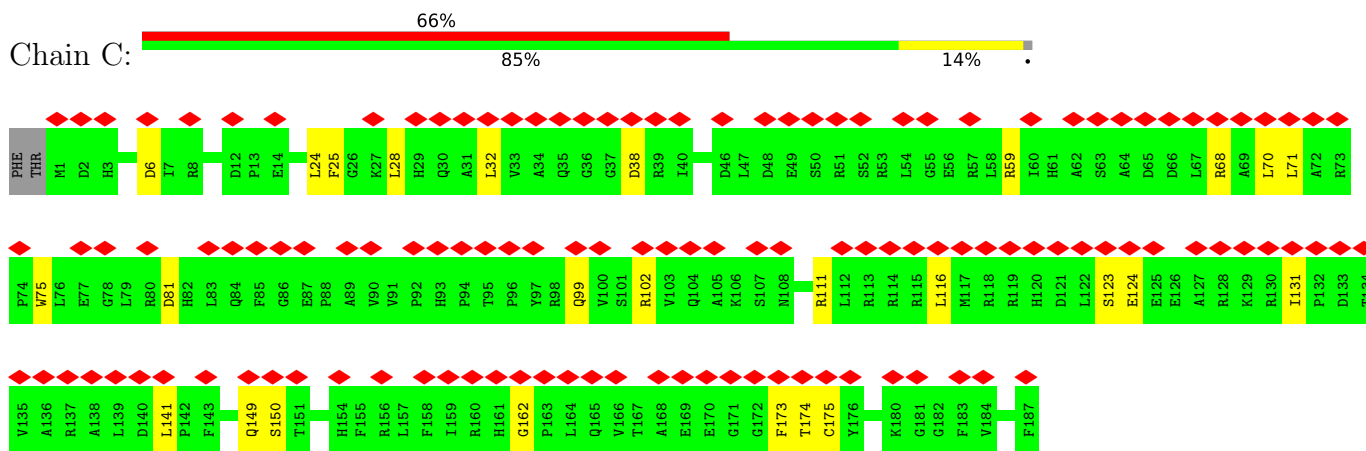 66%
Chain C:
85% 14% •
PHE THR M1 D2 H3 D6 I7 R8 D12 P13 E14 L24 F25 G26 K27 L28 H29 Q30 A31 L32 V33 A34 Q35 G36 G37 D38 R39 I40 D46 L47 D48 E49 S50 R51 S52 R53 L54 G55 E56 R57 L58 R59 I60 H61 A62 S63 A64 D65 D66 L67 R68 A69 L70 L71 A72 R73
P74 W75 L76 E77 G78 L79 R80 D81 H82 L83 Q84 F85 G86 E87 P88 A89 V90 V91 P92 H93 P94 T95 P96 Y97 R98 Q99 V100 S101 R102 V103 Q104 A105 K106 S107 N108 R111 L112 R113 R114 R115 L116 M117 R118 R119 H120 D121 L122 S123 E124 E125 E126 A127 R128 K129 R130 I131 P132 D133 T134
V135 A136 R137 A138 L139 D140 L141 P142 F143 Q149 S150 T151 H154 F155 R156 L157 F158 I159 R160 H161 G162 P163 L164 Q165 V166 T167 A168 E169 E170 G171 G172 F173 T174 C175 Y176 K180 G181 G182 F183 V184 F187